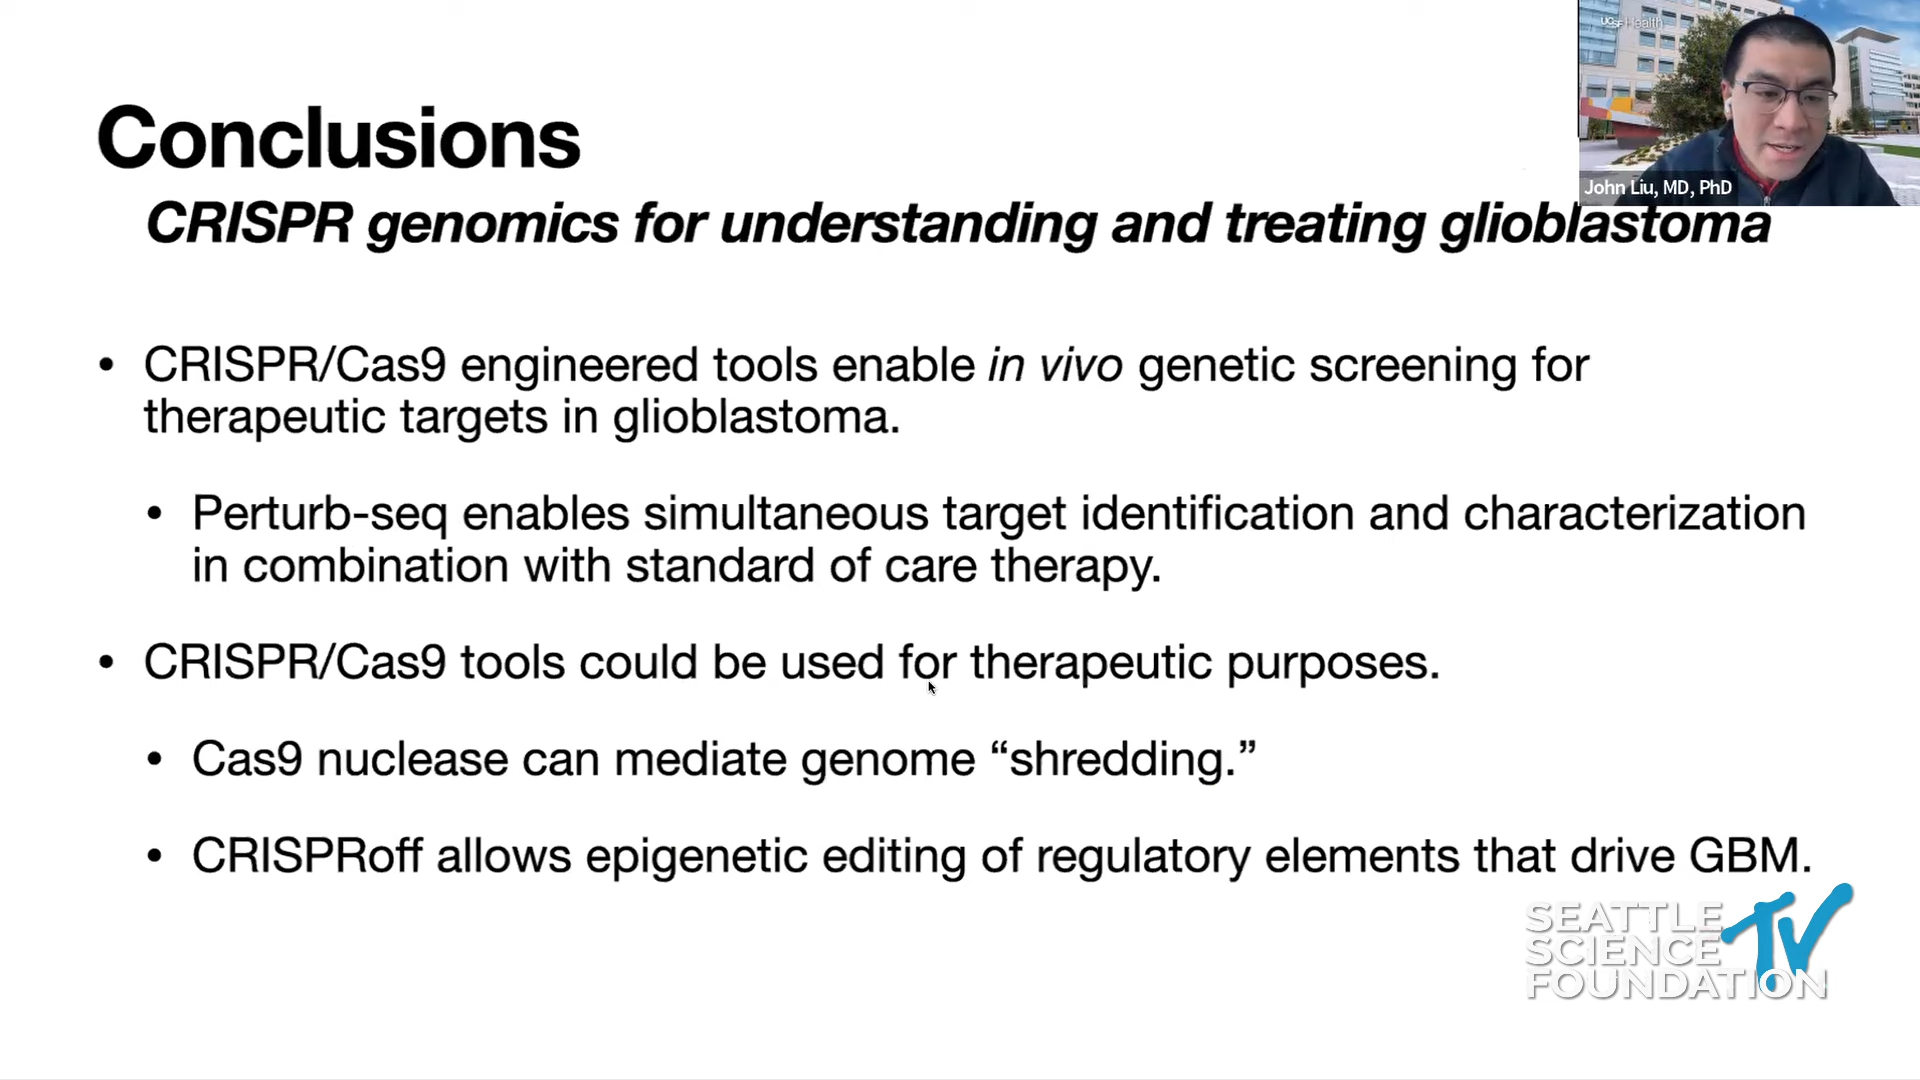 UCSF Health
John Liu, MD, PhD
Conclusions
CRISPR genomics for understanding and treating glioblastoma
• CRISPR/Cas9 engineered tools enable in vivo genetic screening for
therapeutic targets in glioblastoma.
• Perturb-seq enables simultaneous target identification and characterization
in combination with standard of care therapy.
• CRISPR/Cas9 tools could be used for therapeutic purposes.
• Cas9 nuclease can mediate genome “shredding.”
• CRISPRoff allows epigenetic editing of regulatory elements that drive GBM.
SEATTLE
SCIENCE
FOUNDATION
TV